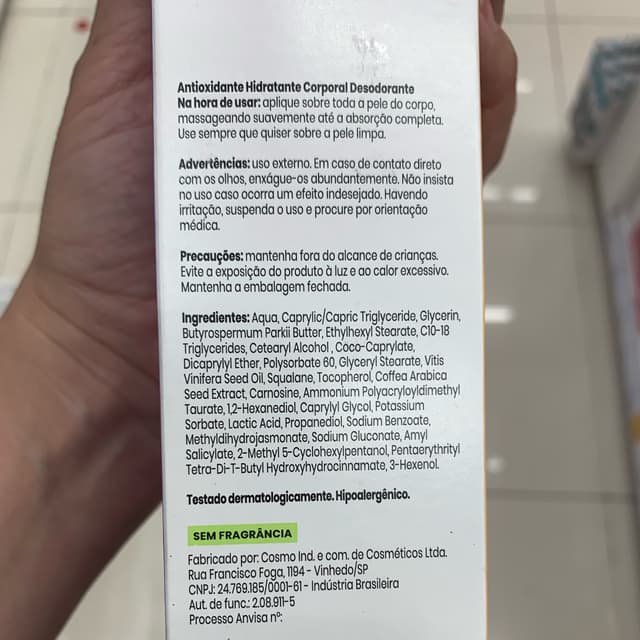 Antioxidante Hidratante Corporal Desodorante
Na hora de usar: aplique sobre toda a pele do corpo,
massageando suavemente até a absorção completa.
Use sempre que quiser sobre a pele limpa.
Advertências: uso externo. Em caso de contato direto
com os olhos, enxágue-os abundantemente. Não insista
no uso caso ocorra um efeito indesejado. Havendo
irritação, suspenda o uso e procure por orientação
médica.
Precauções: mantenha fora do alcance de crianças.
Evite a exposição do produto à luz e ao calor excessivo.
Mantenha a embalagem fechada.
Ingredientes: Aqua, Caprylic/Capric Triglyceride, Glycerin,
Butyrospermum Parkii Butter, Ethylhexyl Stearate, C10-18
Triglycerides, Cetearyl Alcohol , Coco-Caprylate,
Dicaprylyl Ether, Polysorbate 60, Glyceryl Stearate, Vitis
Vinifera Seed Oil, Squalane, Tocopherol, Coffea Arabica
Seed Extract, Carnosine, Ammonium Polyacryloyldimethyl
Taurate, 1,2-Hexanediol, Caprylyl Glycol, Potassium
Sorbate, Lactic Acid, Propanediol, Sodium Benzoate,
Methyldihydrojasmonate, Sodium Gluconate, Amyl
Salicylate, 2-Methyl 5-Cyclohexylpentanol, Pentaerythrityl
Tetra-Di-T-Butyl Hydroxyhydrocinnamate, 3-Hexenol.
Testado dermatologicamente. Hipoalergênico.
SEM FRAGRÂNCIA
Fabricado por: Cosmo Ind. e com. de Cosméticos Ltda.
Rua Francisco Foga, 1194 - Vinhedo/SP
CNPJ: 24.769.185/0001-61 - Indústria Brasileira
Aut. de func.: 2.08.911-5
Processo Anvisa nº: